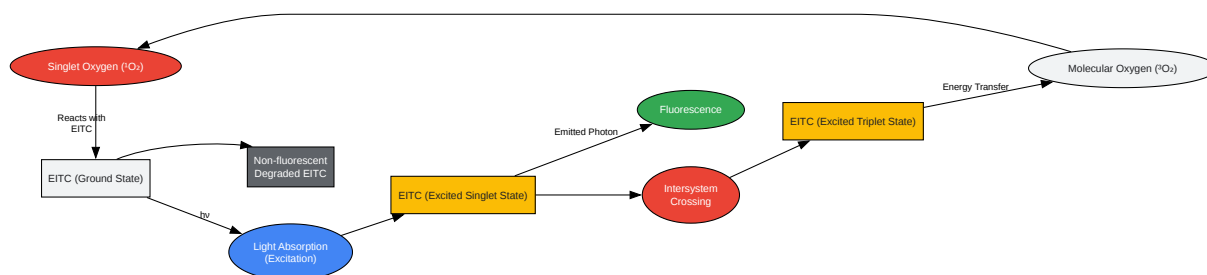 Singlet Oxygen (¹O₂)
Molecular Oxygen (³O₂)
Energy Transfer
Fluorescence
Reacts with
EITC
EITC (Excited Triplet State)
Emitted Photon
Non-fluorescent
Degraded EITC
EITC (Ground State)
EITC (Excited Singlet State)
Intersystem
Crossing
hν
Light Absorption
(Excitation)